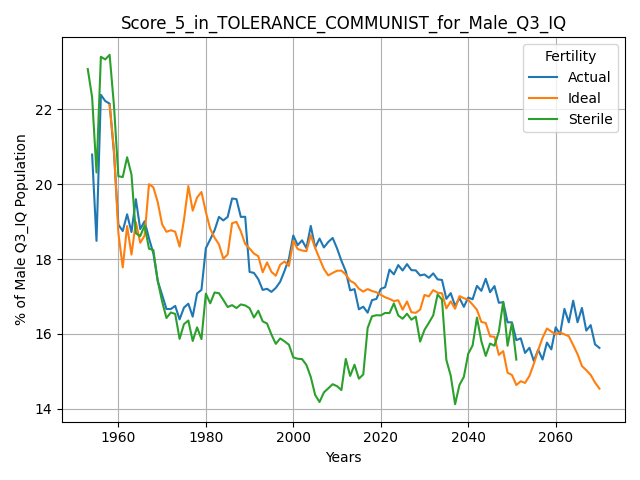 Score_5_in_TOLERANCE_COMMUNIST_for_Male_Q3_IQ
Fertility
Actual
Ideal
Sterile
% of Male Q3_IQ Population
22
20
18
16
14
1960 1980 2000 2020 2040 2060
Years